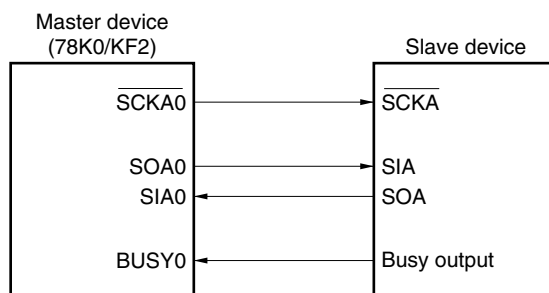 Master device
(78K0/KF2)
Slave device
SCKA0
SCKA
SOA0
SIA
SIA0
SOA
BUSY0
Busy output